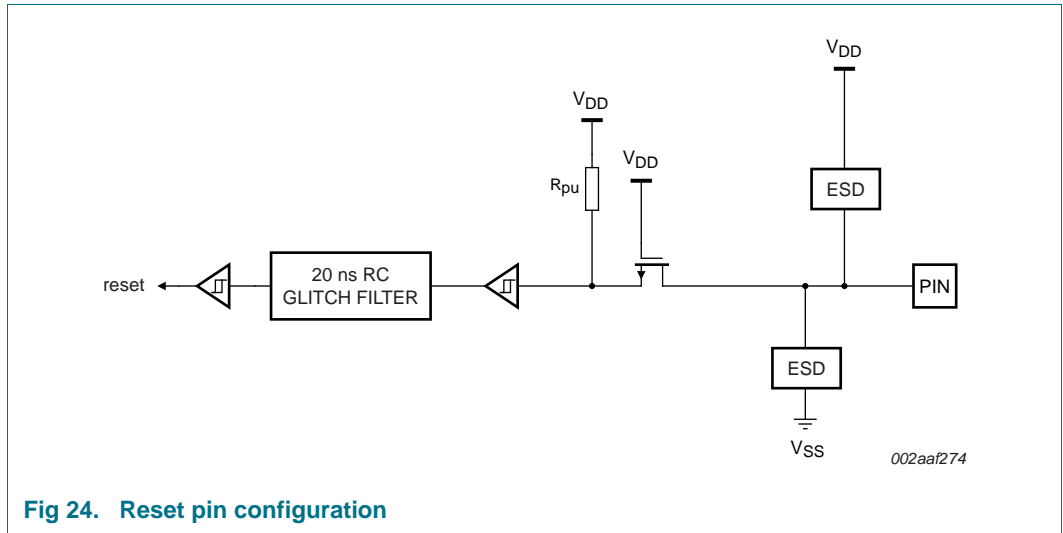 VDD
VDD
VDD
Rpu
ESD
reset
20 ns RC
GLITCH FILTER
PIN
ESD
VSS
002aaf274
Fig 24. Reset pin configuration